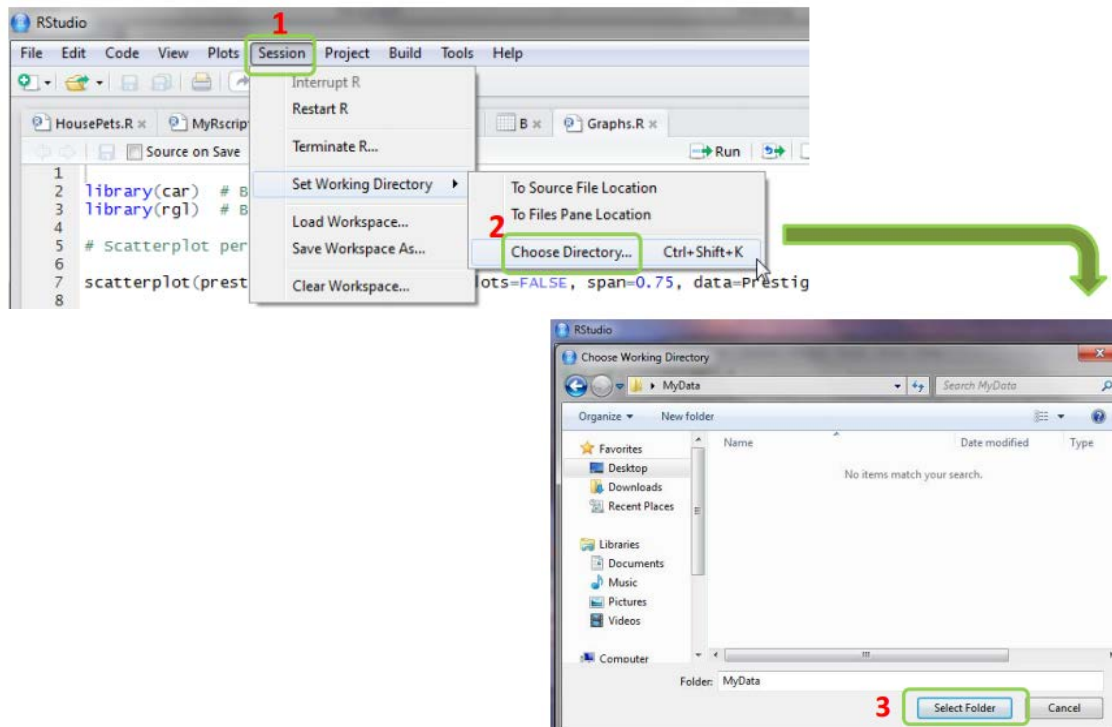 RStudio
1
File Edit Code View Plots Session Project Build Tools Help
Interrupt R
Restart R
HousePets.R × MyRscrip B × Graphs.R ×
Terminate R...
Source on Save Run
1
2 library(car) # B
3 library(rgl) # B
4
5 # Scatterplot per
6
7 scatterplot(prest lots=FALSE, span=0.75, data=Prestig
8
Set Working Directory
To Source File Location
To Files Pane Location
2
Choose Directory... Ctrl+Shift+K
Load Workspace...
Save Workspace As...
Clear Workspace...
RStudio
Choose Working Directory
MyData Search MyData
Organize New folder
Favorites
Desktop
Downloads
Recent Places
Libraries
Documents
Music
Pictures
Videos
Computer
Name Date modified Type
No items match your search.
Folder: MyData
3 Select Folder Cancel